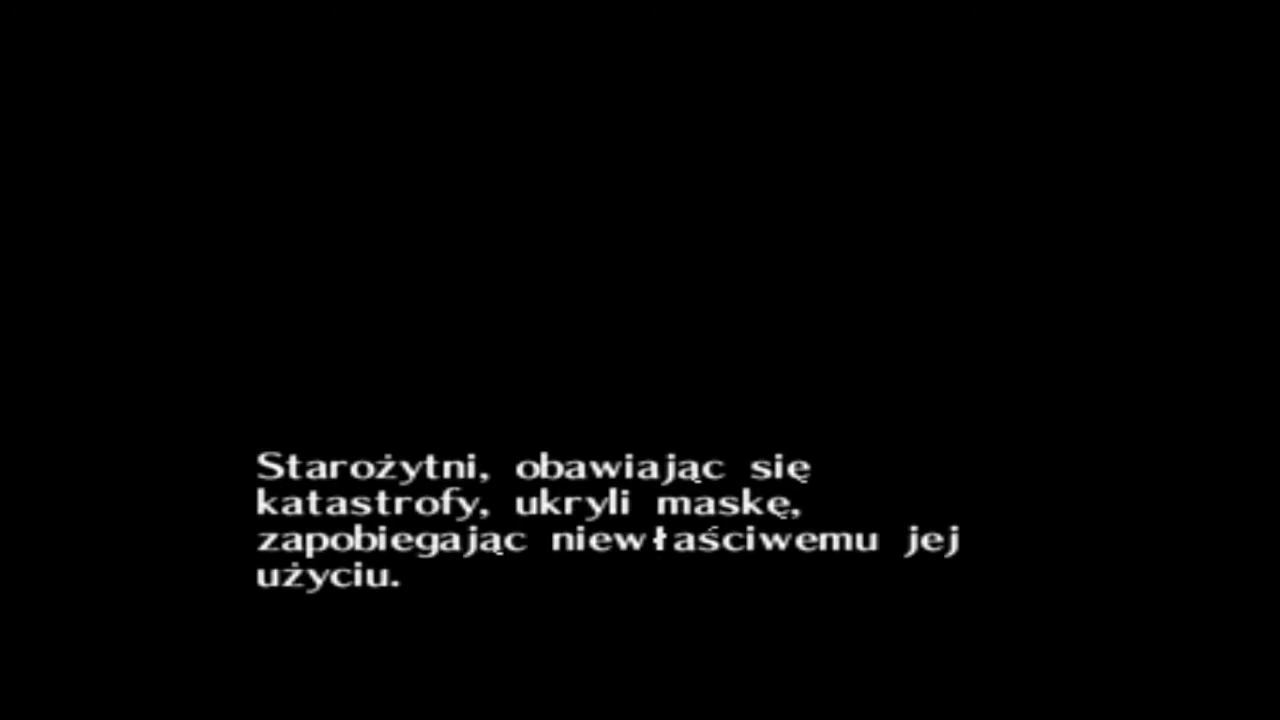 Starożytni, obawiając się
katastrofy, ukryli maskę,
zapobiegając niewłaściwemu jej
użyciu.